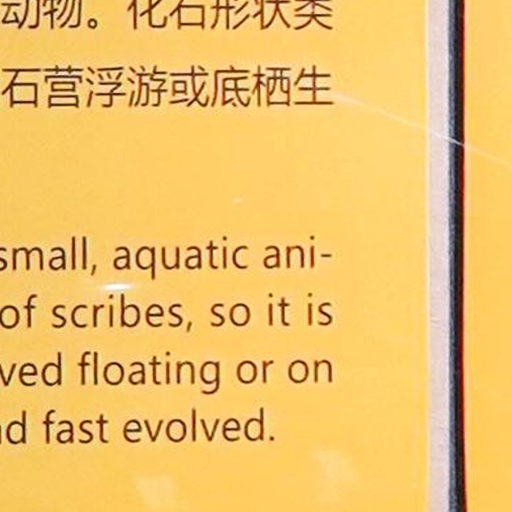 动物。化石形状类
石营浮游或底栖生
small, aquatic ani-
of scribes, so it is
ved floating or on
d fast evolved.